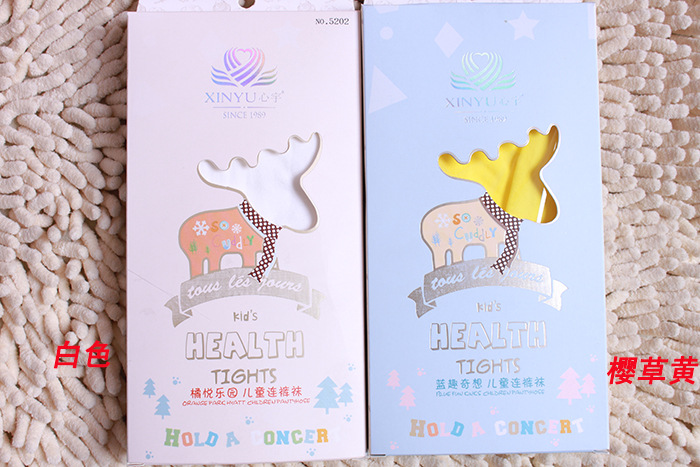 NO.5202
XINYU心宇
SINCE 1989
SO
Cuddly
tous les jours
Kid's
HEALTH
TIGHTS
橘悦乐园 儿童连裤袜
HOLD A CONCERT
白色
XINYU心宇
SINCE 1989
SO
Cuddly
tous les jours
Kid's
HEALTH
TIGHTS
蓝趣奇想 儿童连裤袜
HOLD A CONCERT
樱草黄